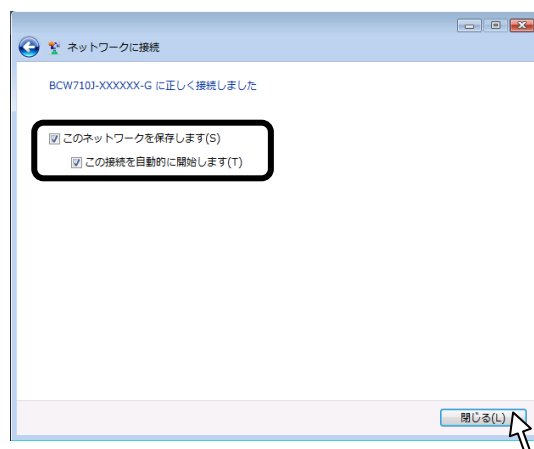 ネットワークに接続
BCW710J-XXXXXX-G に正しく接続しました
このネットワークを保存します(S)
この接続を自動的に開始します(T)
閉じる(L)